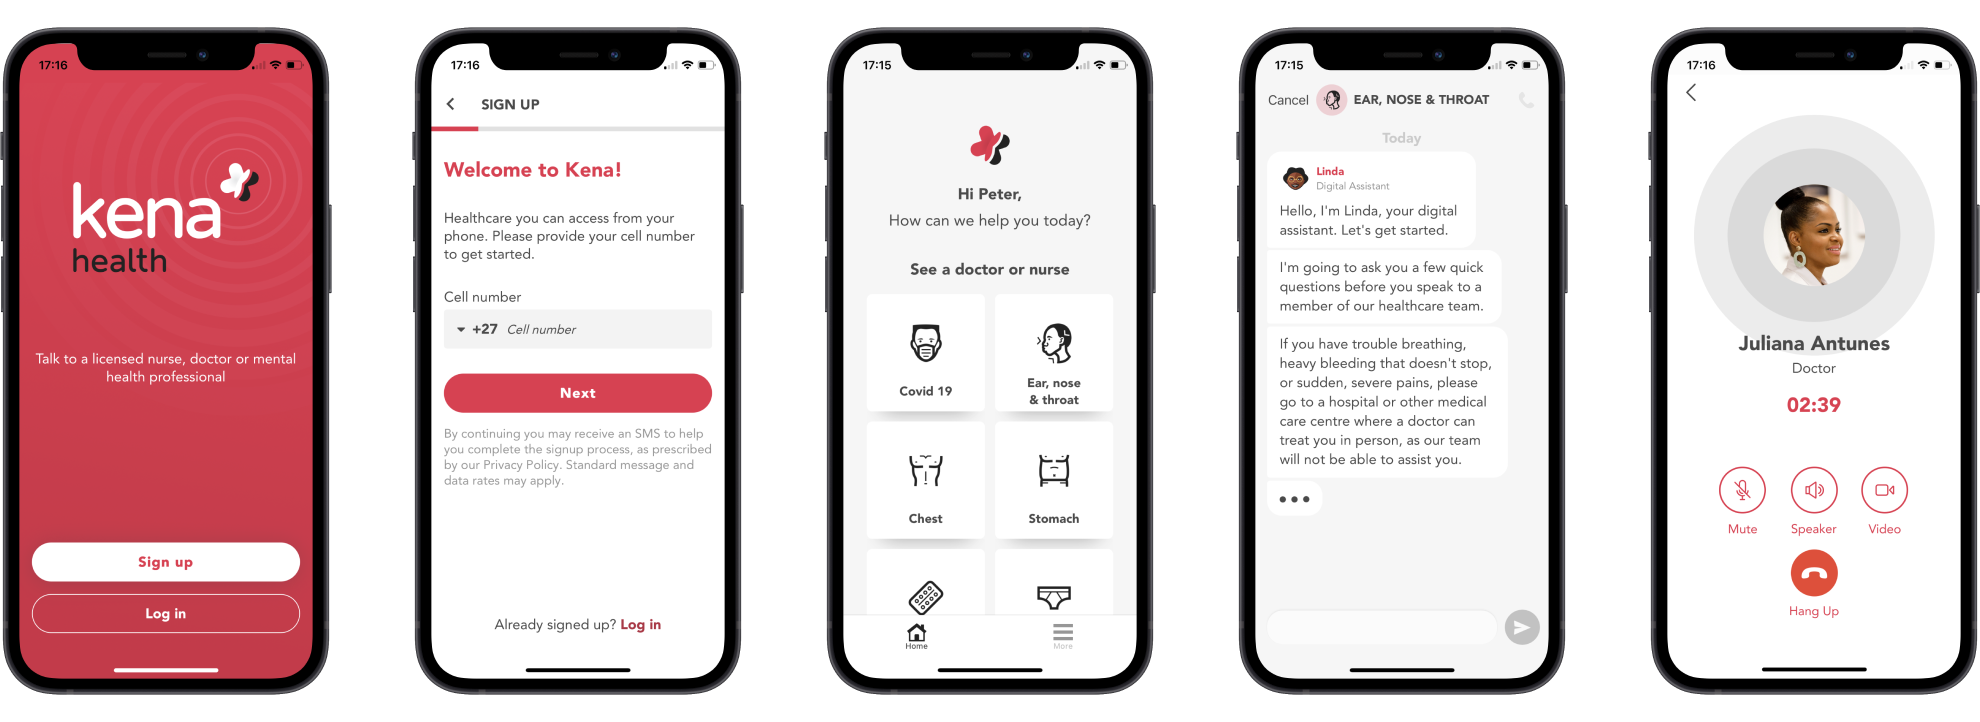 17:16
kena
health
Talk to a licensed nurse, doctor or mental
health professional
Sign up
Log in
17:16
SIGN UP
Welcome to Kena!
Healthcare you can access from your
phone. Please provide your cell number
to get started.
Cell number
+27 Cell number
Next
By continuing you may receive an SMS to help
you complete the signup process, as prescribed
by our Privacy Policy. Standard message and
data rates may apply.
Already signed up? Log in
17:15
Hi Peter,
How can we help you today?
See a doctor or nurse
Covid 19
Ear, nose
& throat
Chest
Stomach
Home
More
17:15
Cancel
EAR, NOSE & THROAT
Today
Linda
Digital Assistant
Hello, I'm Linda, your digital
assistant. Let's get started.
I'm going to ask you a few quick
questions before you speak to a
member of our healthcare team.
If you have trouble breathing,
heavy bleeding that doesn't stop,
or sudden, severe pains, please
go to a hospital or other medical
care centre where a doctor can
treat you in person, as our team
will not be able to assist you.
17:16
Juliana Antunes
Doctor
02:39
Mute
Speaker
Video
Hang Up